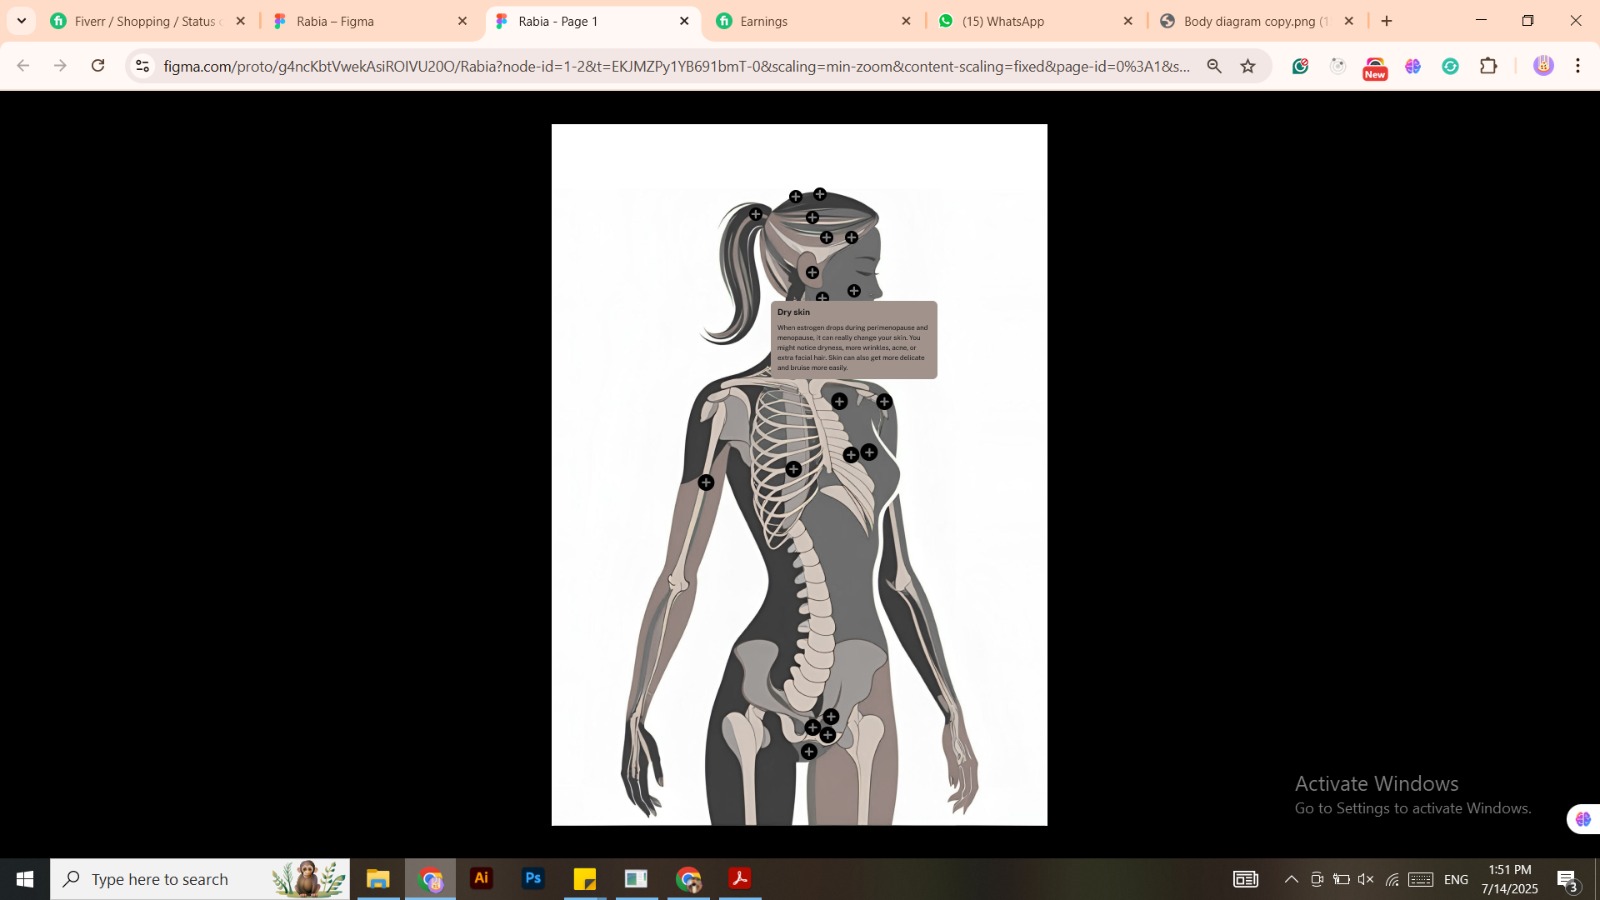 Fiverr / Shopping / Status
Rabia – Figma
Rabia - Page 1
Earnings
(15) WhatsApp
Body diagram copy.png (1
figma.com/proto/g4ncKbtVwekAsiROIVU20O/Rabia?node-id=1-2&t=EKJMZPy1YB691bmT-0&scaling=min-zoom&content-scaling=fixed&page-id=0%3A1&s...
New
Dry skin
When estrogen drops during perimenopause and
menopause, it can really change your skin. You
might notice dryness, more wrinkles, acne, or
extra facial hair. Skin can also get more delicate
and bruise more easily.
Activate Windows
Go to Settings to activate Windows.
Type here to search
Ai
Ps
ENG
1:51 PM
7/14/2025
3